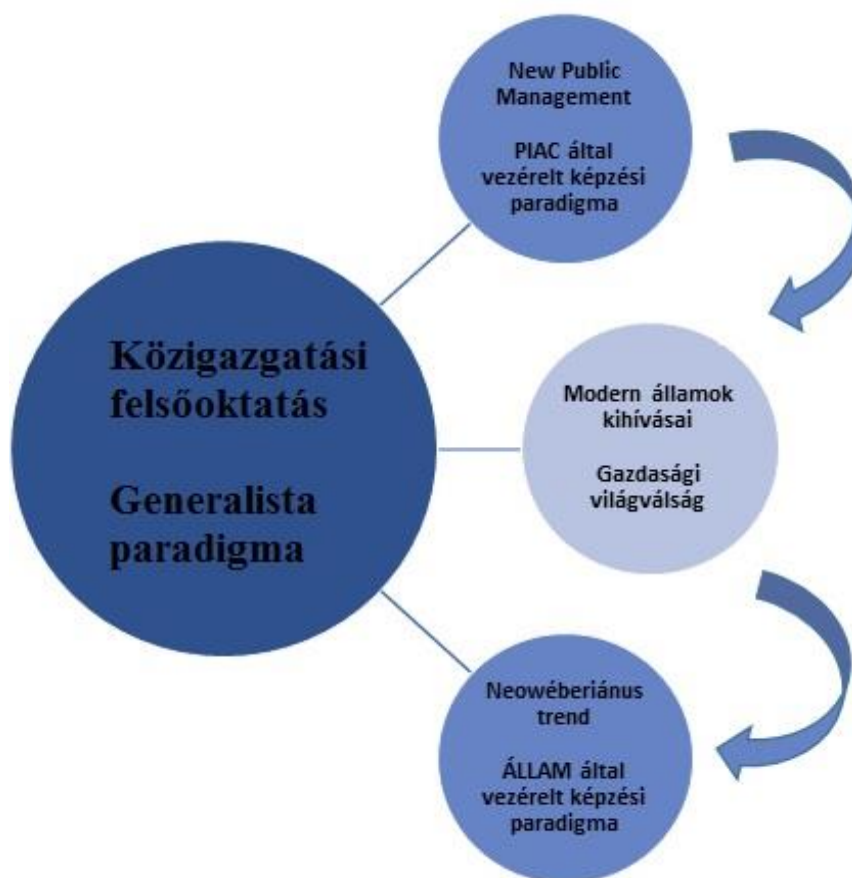 New Public
Management
PIAC által
vezérelt képzési
paradigma
Közigazgatási
felsőoktatás
Generalista
paradigma
Modern államok
kihívásai
Gazdasági
világválság
Neowéberiánus
trend
ÁLLAM által
vezérelt képzési
paradigma